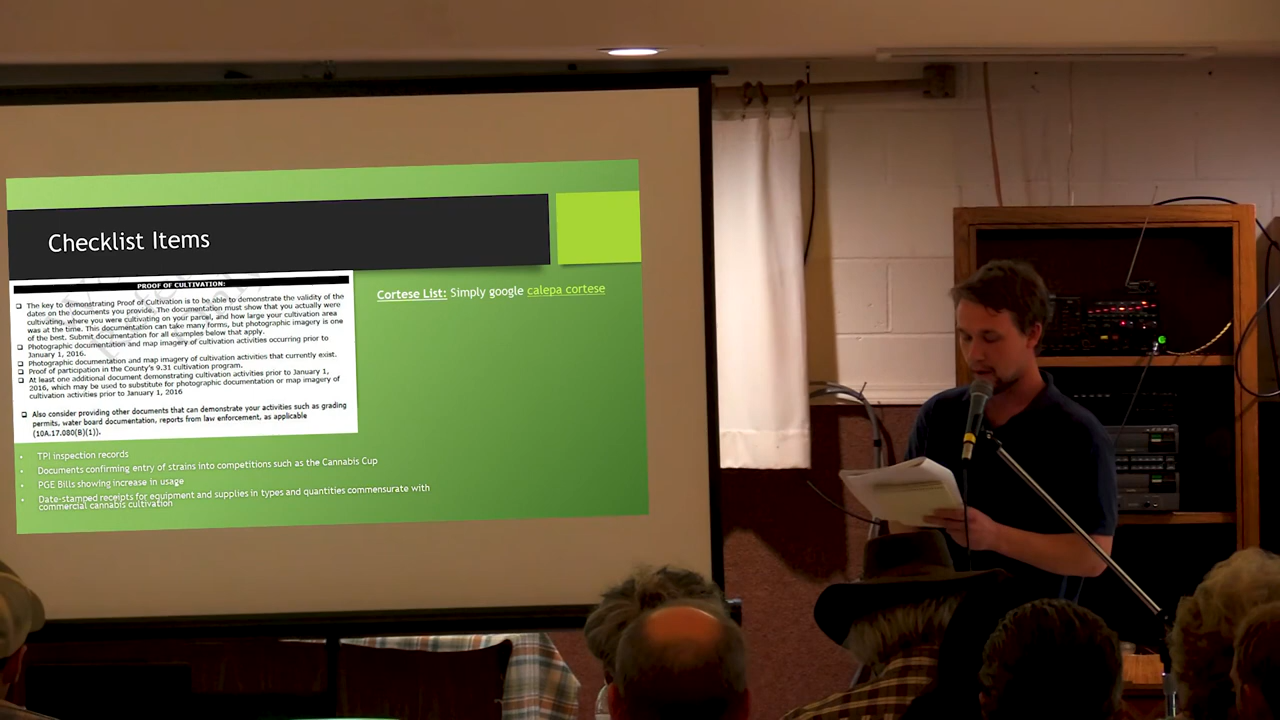 Checklist Items
PROOF OF CULTIVATION:
The key to demonstrating Proof of Cultivation is to be able to demonstrate the validity of the
dates on the documents you provide. The documentation must show that you actually were
cultivating, where you were cultivating on your parcel, and how large your cultivation area
was at the time. This documentation can take many forms, but photographic imagery is one
of the best. Submit documentation for all examples below that apply.
Photographic documentation and map imagery of cultivation activities occurring prior to
January 1, 2016.
Photographic documentation and map imagery of cultivation activities that currently exist.
Proof of participation in the County's 9.31 cultivation program.
At least one additional document demonstrating cultivation activities prior to January 1,
2016, which may be used to substitute for photographic documentation or map imagery of
cultivation activities prior to January 1, 2016
Also consider providing other documents that can demonstrate your activities such as grading
permits, water board documentation, reports from law enforcement, as applicable
(10A.17.080(B)(1)).
Cortese List: Simply google calepa cortese
• TPI inspection records
• Documents confirming entry of strains into competitions such as the Cannabis Cup
• PGE Bills showing increase in usage
• Date-stamped receipts for equipment and supplies in types and quantities commensurate with
commercial cannabis cultivation